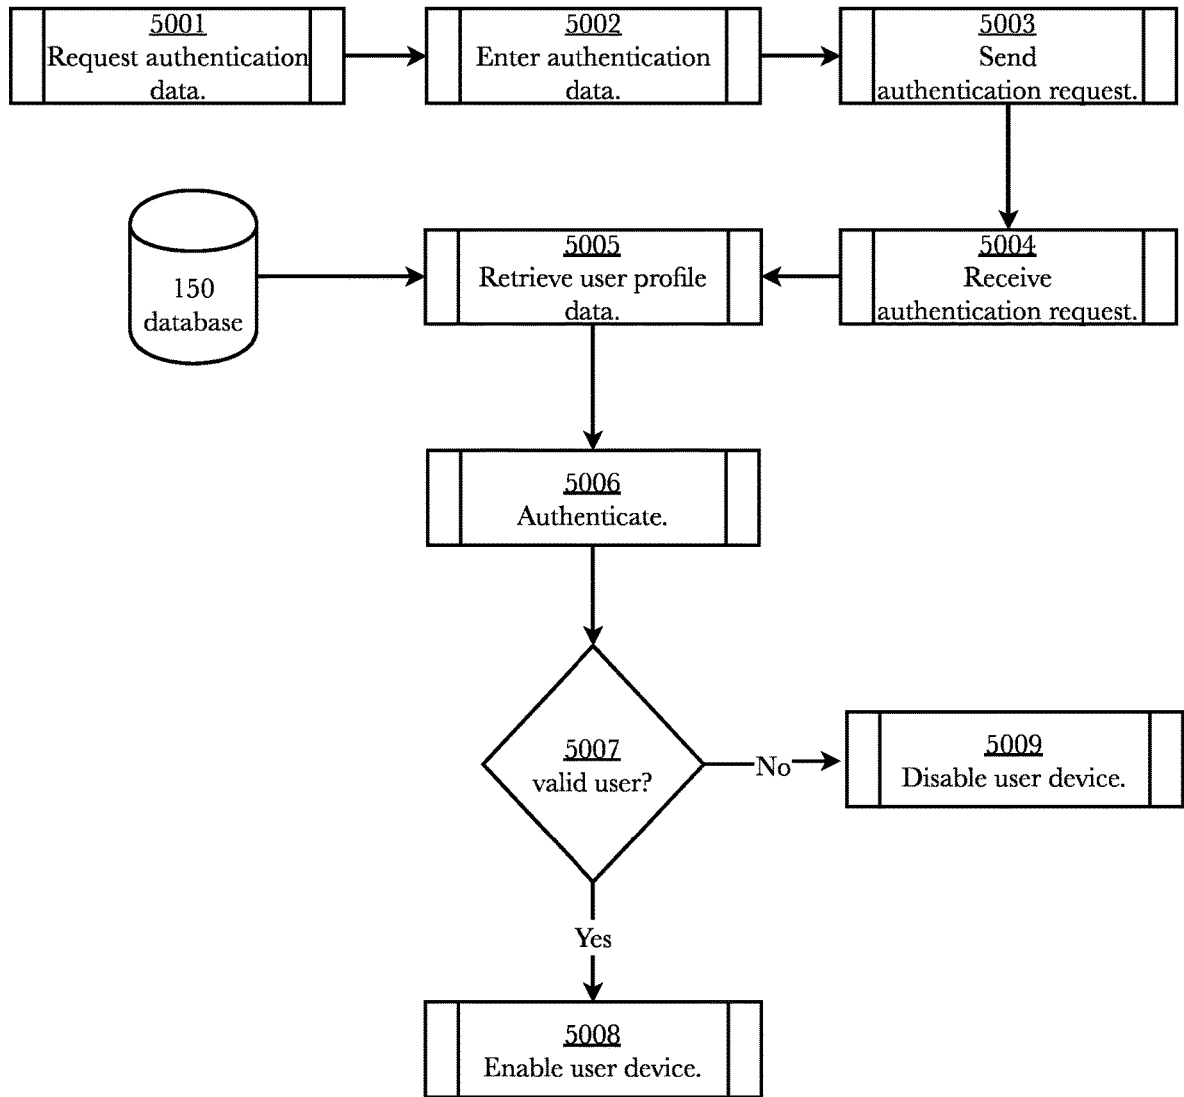 5001
Request authentication
data.
5002
Enter authentication
data.
5003
Send
authentication request.
150
database
5005
Retrieve user profile
data.
5004
Receive
authentication request.
5006
Authenticate.
5007
valid user?
No
5009
Disable user device.
Yes
5008
Enable user device.